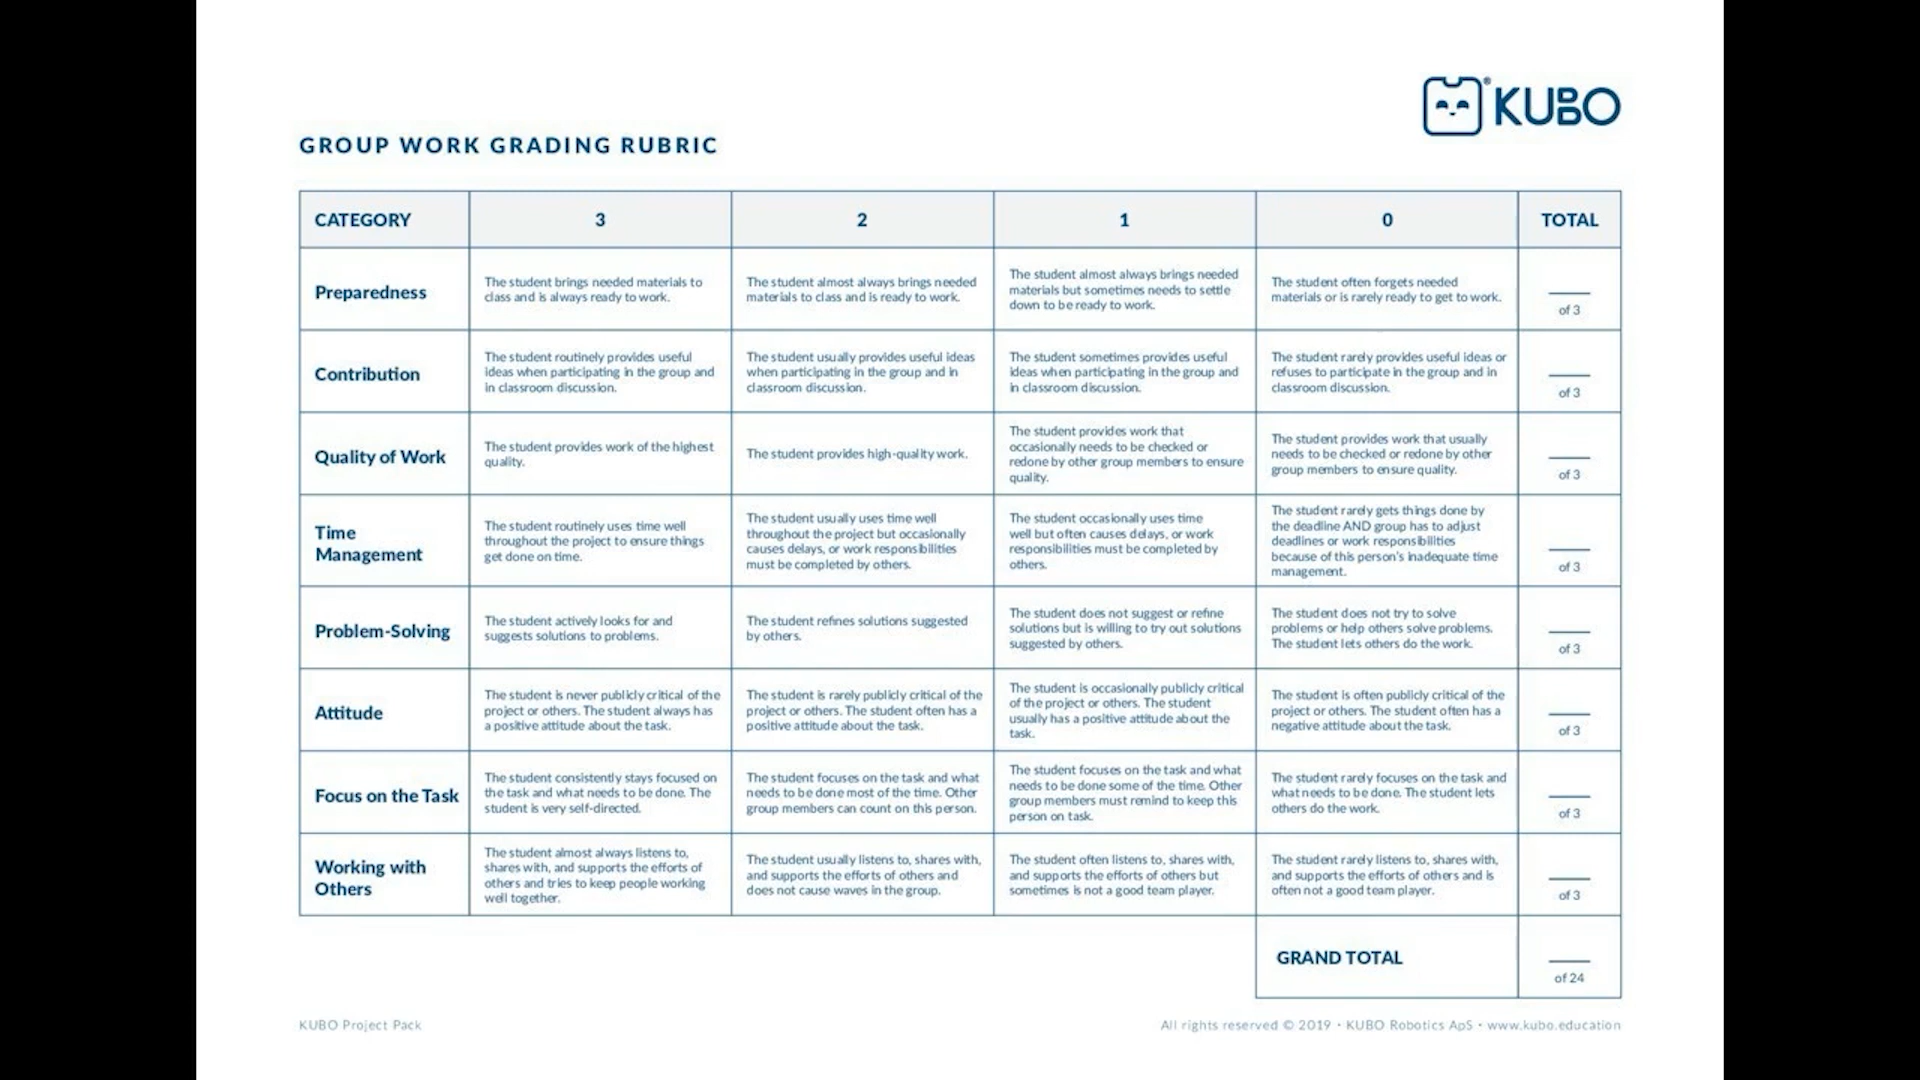 KUBO
GROUP WORK GRADING RUBRIC
CATEGORY 3 2 1 0 TOTAL
Preparedness
The student brings needed materials to
class and is always ready to work.
The student almost always brings needed
materials to class and is ready to work.
The student almost always brings needed
materials but sometimes needs to settle
down to be ready to work.
The student often forgets needed
materials or is rarely ready to get to work.
of 3
Contribution
The student routinely provides useful
ideas when participating in the group and
in classroom discussion.
The student usually provides useful ideas
when participating in the group and in
classroom discussion.
The student sometimes provides useful
ideas when participating in the group and
in classroom discussion.
The student rarely provides useful ideas or
refuses to participate in the group and in
classroom discussion.
of 3
Quality of Work
The student provides work of the highest
quality.
The student provides high-quality work.
The student provides work that
occasionally needs to be checked or
redone by other group members to ensure
quality.
The student provides work that usually
needs to be checked or redone by other
group members to ensure quality.
of 3
Time
Management
The student routinely uses time well
throughout the project to ensure things
get done on time.
The student usually uses time well
throughout the project but occasionally
causes delays, or work responsibilities
must be completed by others.
The student occasionally uses time
well but often causes delays, or work
responsibilities must be completed by
others.
The student rarely gets things done by
the deadline AND group has to adjust
deadlines or work responsibilities
because of this person's inadequate time
management.
of 3
Problem-Solving
The student actively looks for and
suggests solutions to problems.
The student refines solutions suggested
by others.
The student does not suggest or refine
solutions but is willing to try out solutions
suggested by others.
The student does not try to solve
problems or help others solve problems.
The student lets others do the work.
of 3
Attitude
The student is never publicly critical of the
project or others. The student always has
a positive attitude about the task.
The student is rarely publicly critical of the
project or others. The student often has a
positive attitude about the task.
The student is occasionally publicly critical
of the project or others. The student
usually has a positive attitude about the
task.
The student is often publicly critical of the
project or others. The student often has a
negative attitude about the task.
of 3
Focus on the Task
The student consistently stays focused on
the task and what needs to be done. The
student is very self-directed.
The student focuses on the task and what
needs to be done most of the time. Other
group members can count on this person.
The student focuses on the task and what
needs to be done some of the time. Other
group members must remind to keep this
person on task.
The student rarely focuses on the task and
what needs to be done. The student lets
others do the work.
of 3
Working with
Others
The student almost always listens to,
shares with, and supports the efforts of
others and tries to keep people working
well together.
The student usually listens to, shares with,
and supports the efforts of others and
does not cause waves in the group.
The student often listens to, shares with,
and supports the efforts of others but
sometimes is not a good team player.
The student rarely listens to, shares with,
and supports the efforts of others and is
often not a good team player.
of 3
GRAND TOTAL
of 24
KUBO Project Pack
All rights reserved © 2019 • KUBO Robotics ApS • www.kubo.education